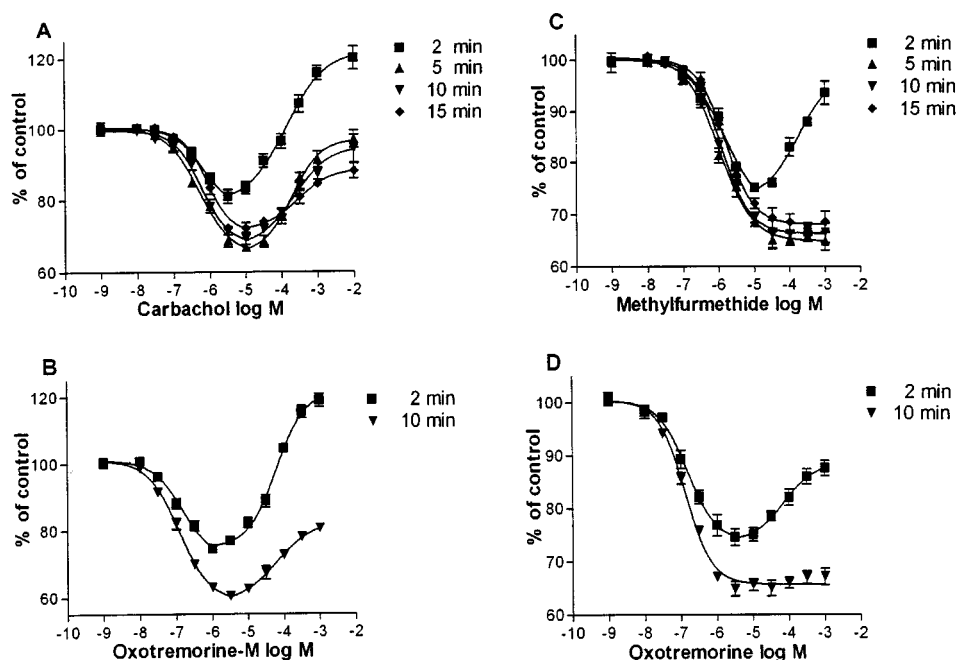 A
% of control
120
100
80
60
-10 -9 -8 -7 -6 -5 -4 -3 -2
Carbachol log M
2 min
5 min
10 min
15 min
C
% of control
100
90
80
70
60
-10 -9 -8 -7 -6 -5 -4 -3 -2
Methylfurmethide log M
2 min
5 min
10 min
15 min
B
% of control
120
100
80
60
-10 -9 -8 -7 -6 -5 -4 -3 -2
Oxotremorine-M log M
2 min
10 min
D
% of control
100
90
80
70
60
-10 -9 -8 -7 -6 -5 -4 -3 -2
Oxotremorine log M
2 min
10 min